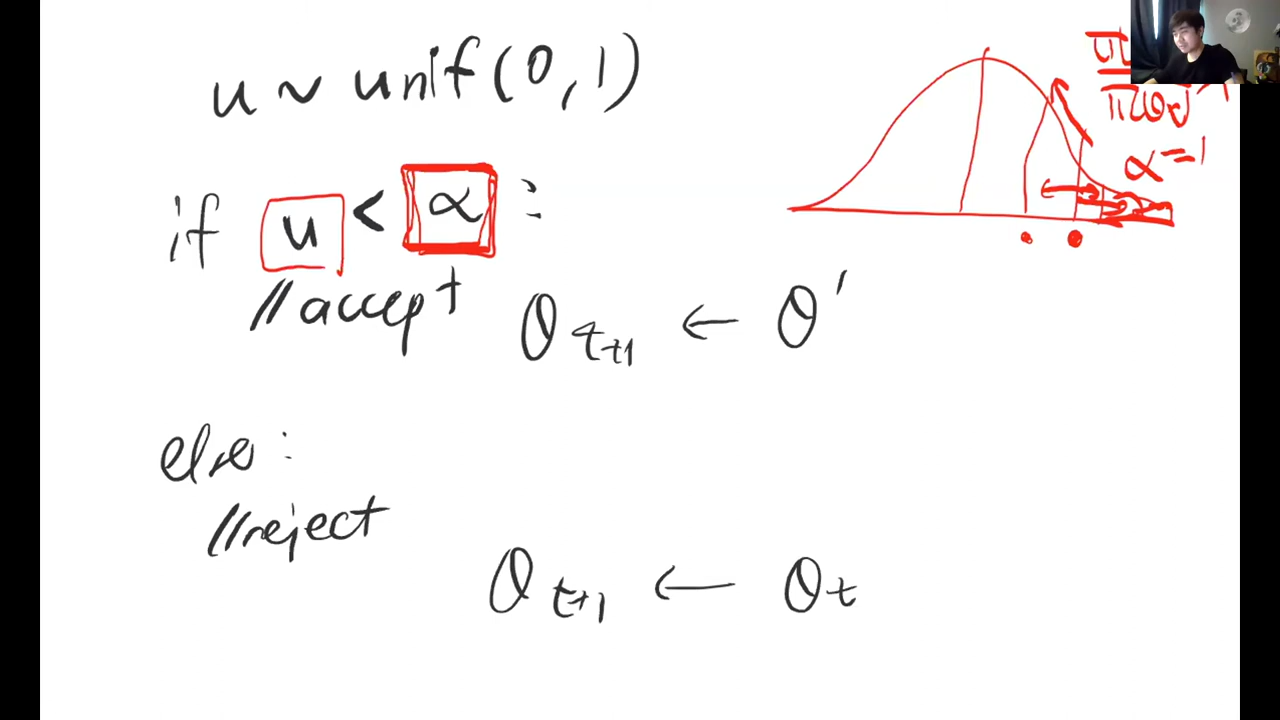 u ~ unif(0,1)
if u < α :
//accept θt+1 ← θ'
else :
//reject
θt+1 ← θt
α=1